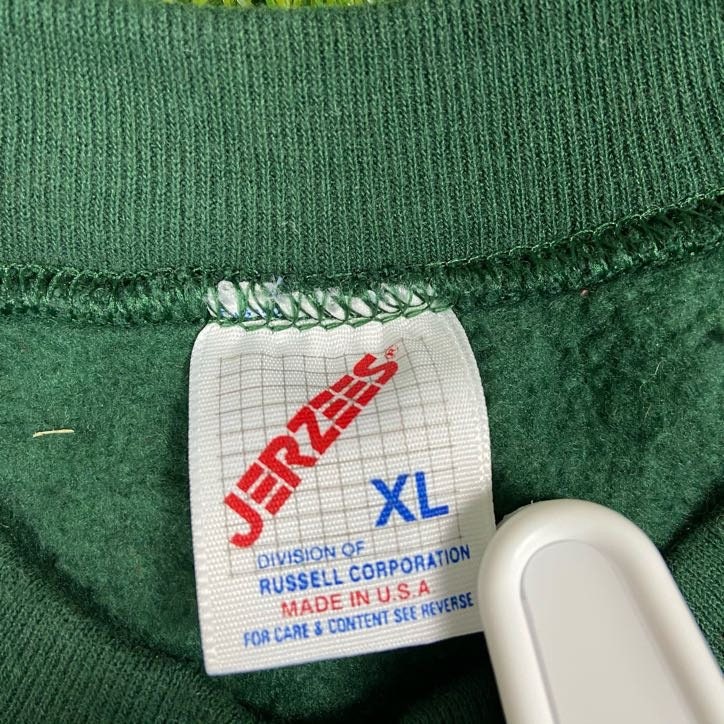 JERZEES®
XL
DIVISION OF
RUSSELL CORPORATION
MADE IN U.S.A
FOR CARE & CONTENT SEE REVERSE